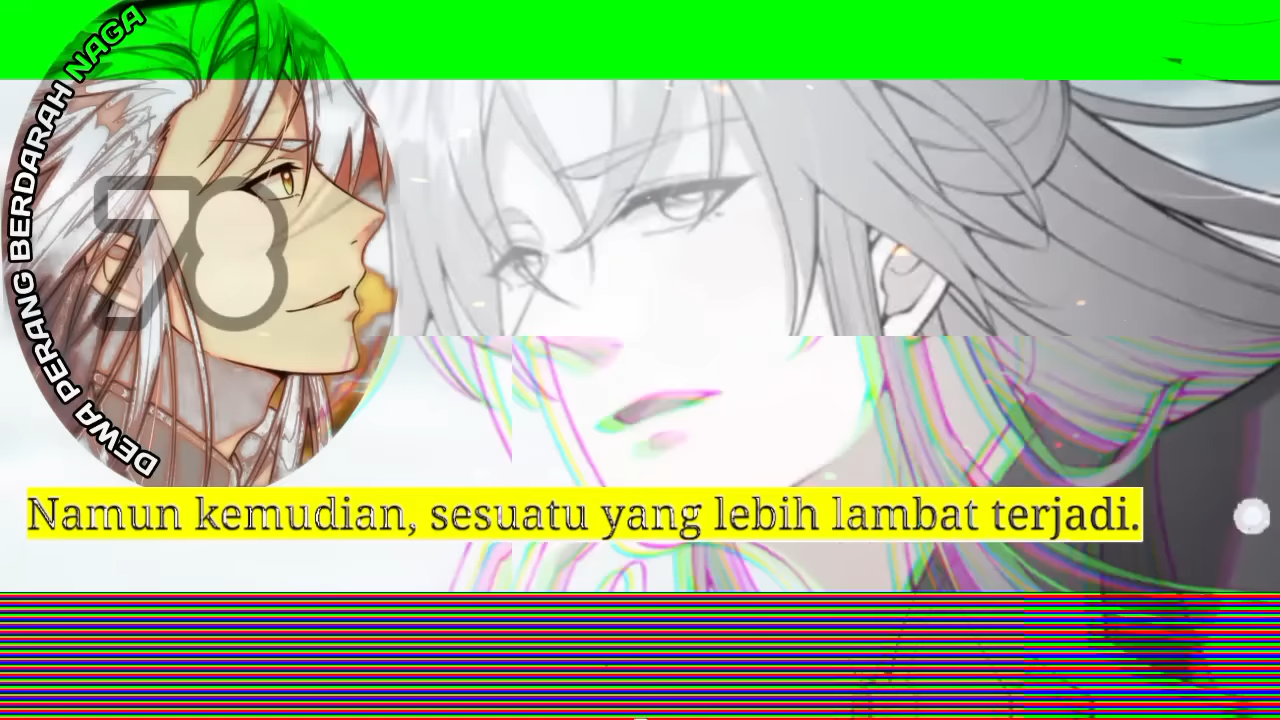 DEWA PERANG BERDARAH NAGA
78
Namun kemudian, sesuatu yang lebih lambat terjadi.